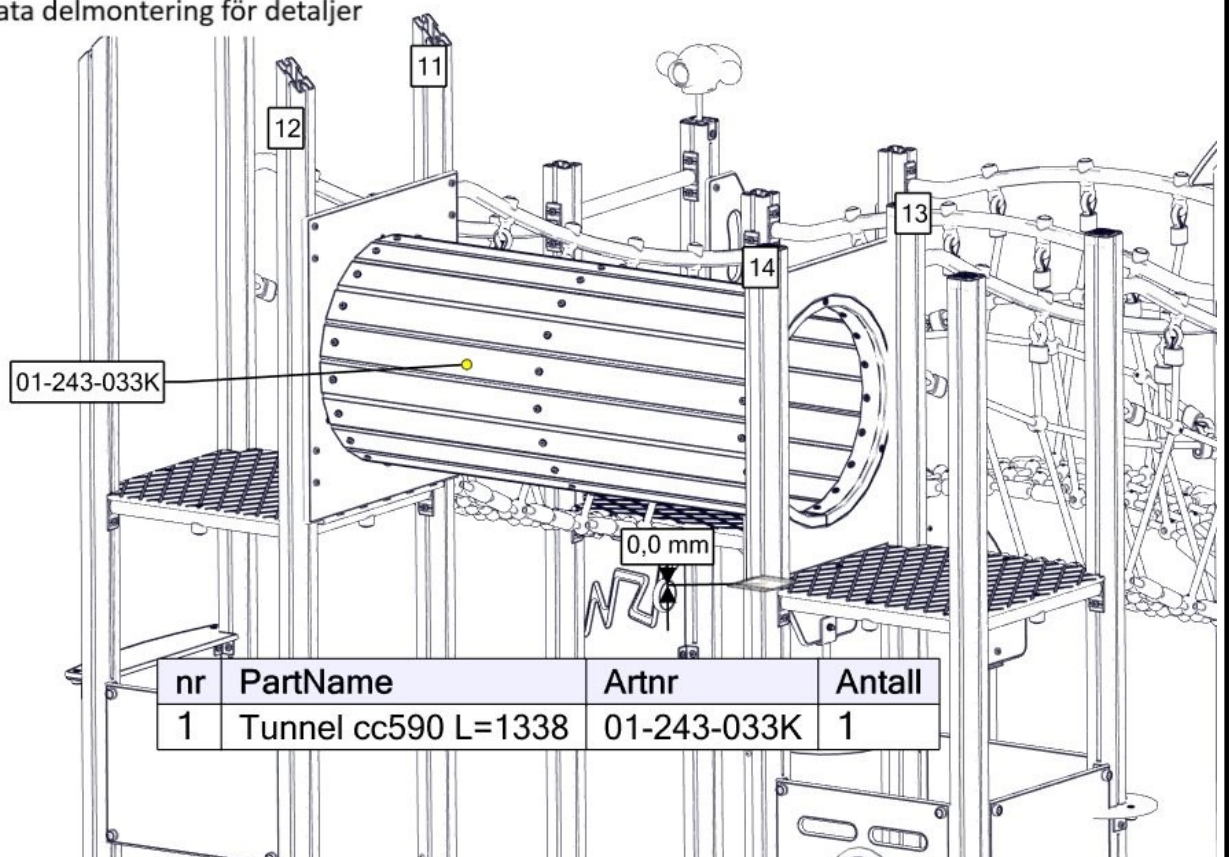 ata delmontering för detaljer
11
12
13
14
01-243-033K
0,0 mm
nr PartName Artnr Antall
1 Tunnel cc590 L=1338 01-243-033K 1